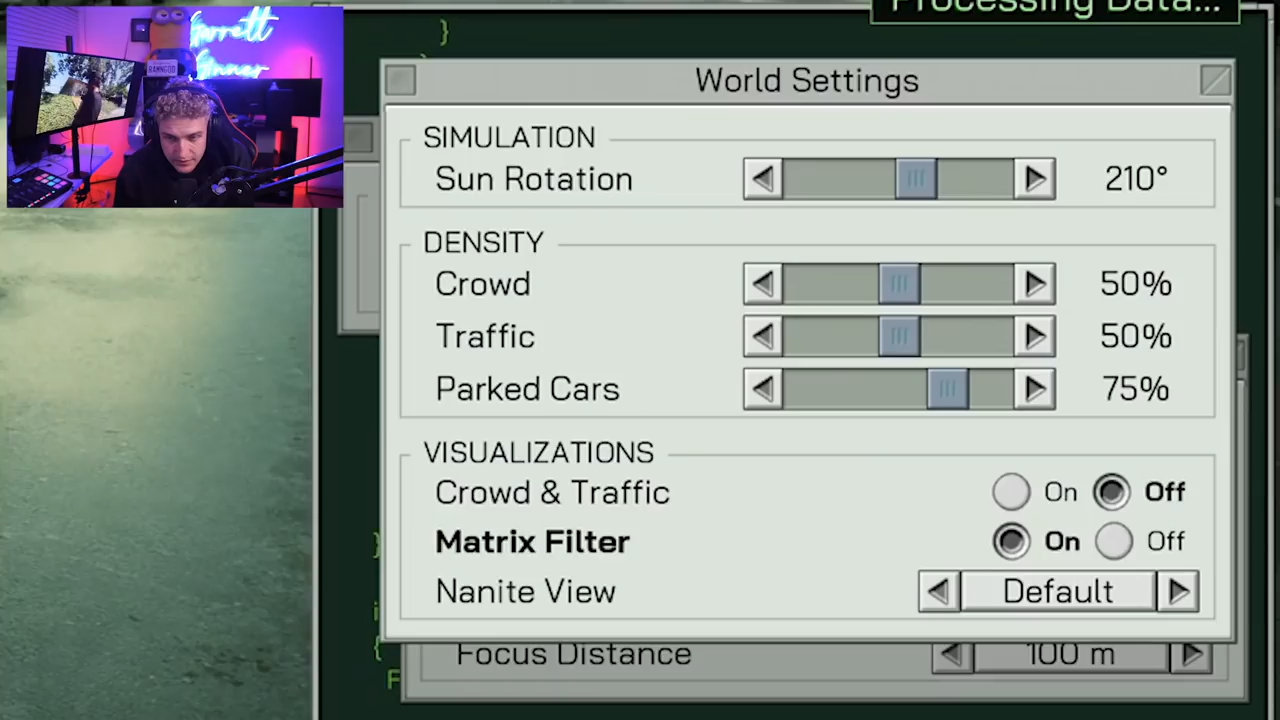 Processing Data...
}
World Settings
SIMULATION
Sun Rotation 210°
DENSITY
Crowd 50%
Traffic 50%
Parked Cars 75%
VISUALIZATIONS
Crowd & Traffic On Off
Matrix Filter On Off
Nanite View Default
}
{
Focus Distance 100 m
F